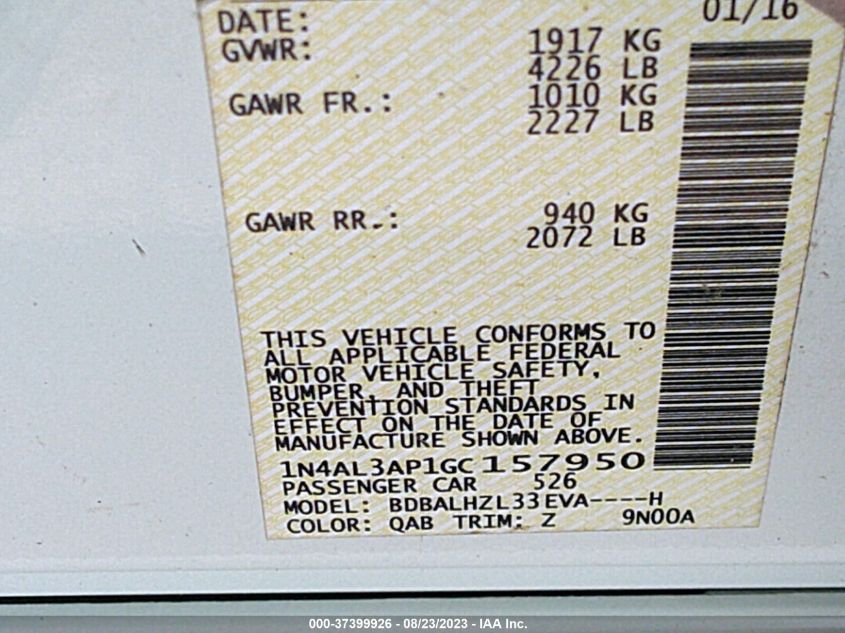 DATE: 01/16
GVWR: 1917 KG
4226 LB
GAWR FR.: 1010 KG
2227 LB
GAWR RR.: 940 KG
2072 LB
THIS VEHICLE CONFORMS TO
ALL APPLICABLE FEDERAL
MOTOR VEHICLE SAFETY,
BUMPER, AND THEFT
PREVENTION STANDARDS IN
EFFECT ON THE DATE OF
MANUFACTURE SHOWN ABOVE.
1N4AL3AP1GC157950
PASSENGER CAR 526
MODEL: BDBALHZL33EVA----H
COLOR: QAB TRIM: Z 9N00A
000-37399926 - 08/23/2023 - IAA Inc.